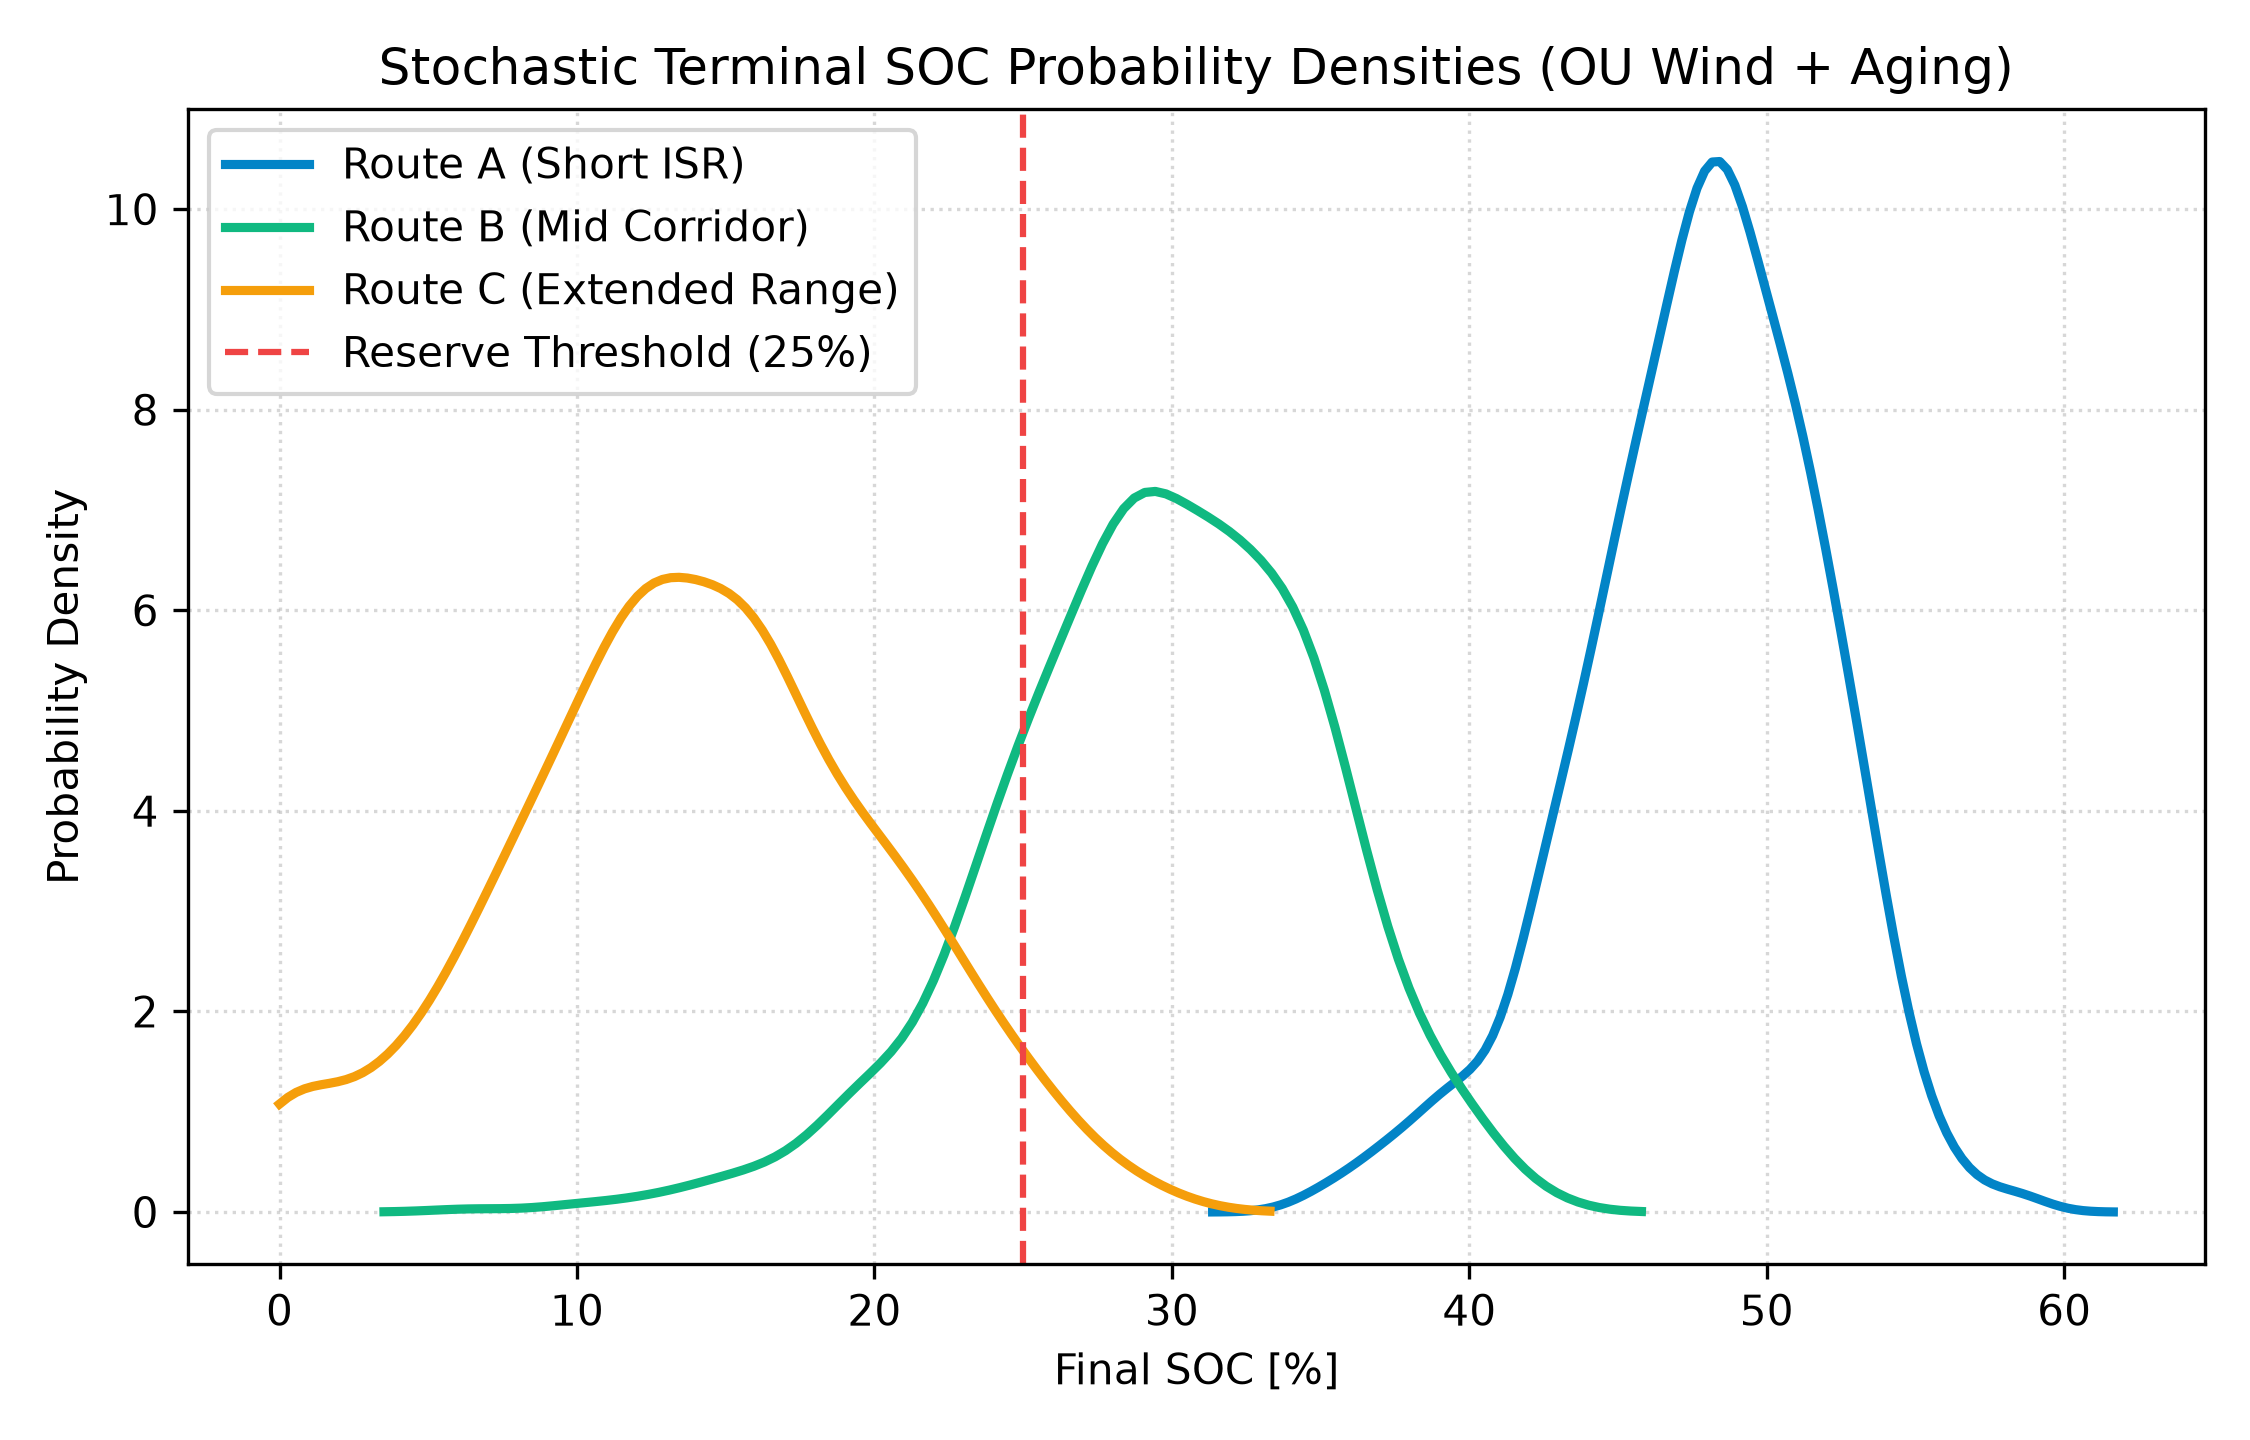 Stochastic Terminal SOC Probability Densities (OU Wind + Aging)
Route A (Short ISR)
Route B (Mid Corridor)
Route C (Extended Range)
Reserve Threshold (25%)
Probability Density
10
8
6
4
2
0
0 10 20 30 40 50 60
Final SOC [%]